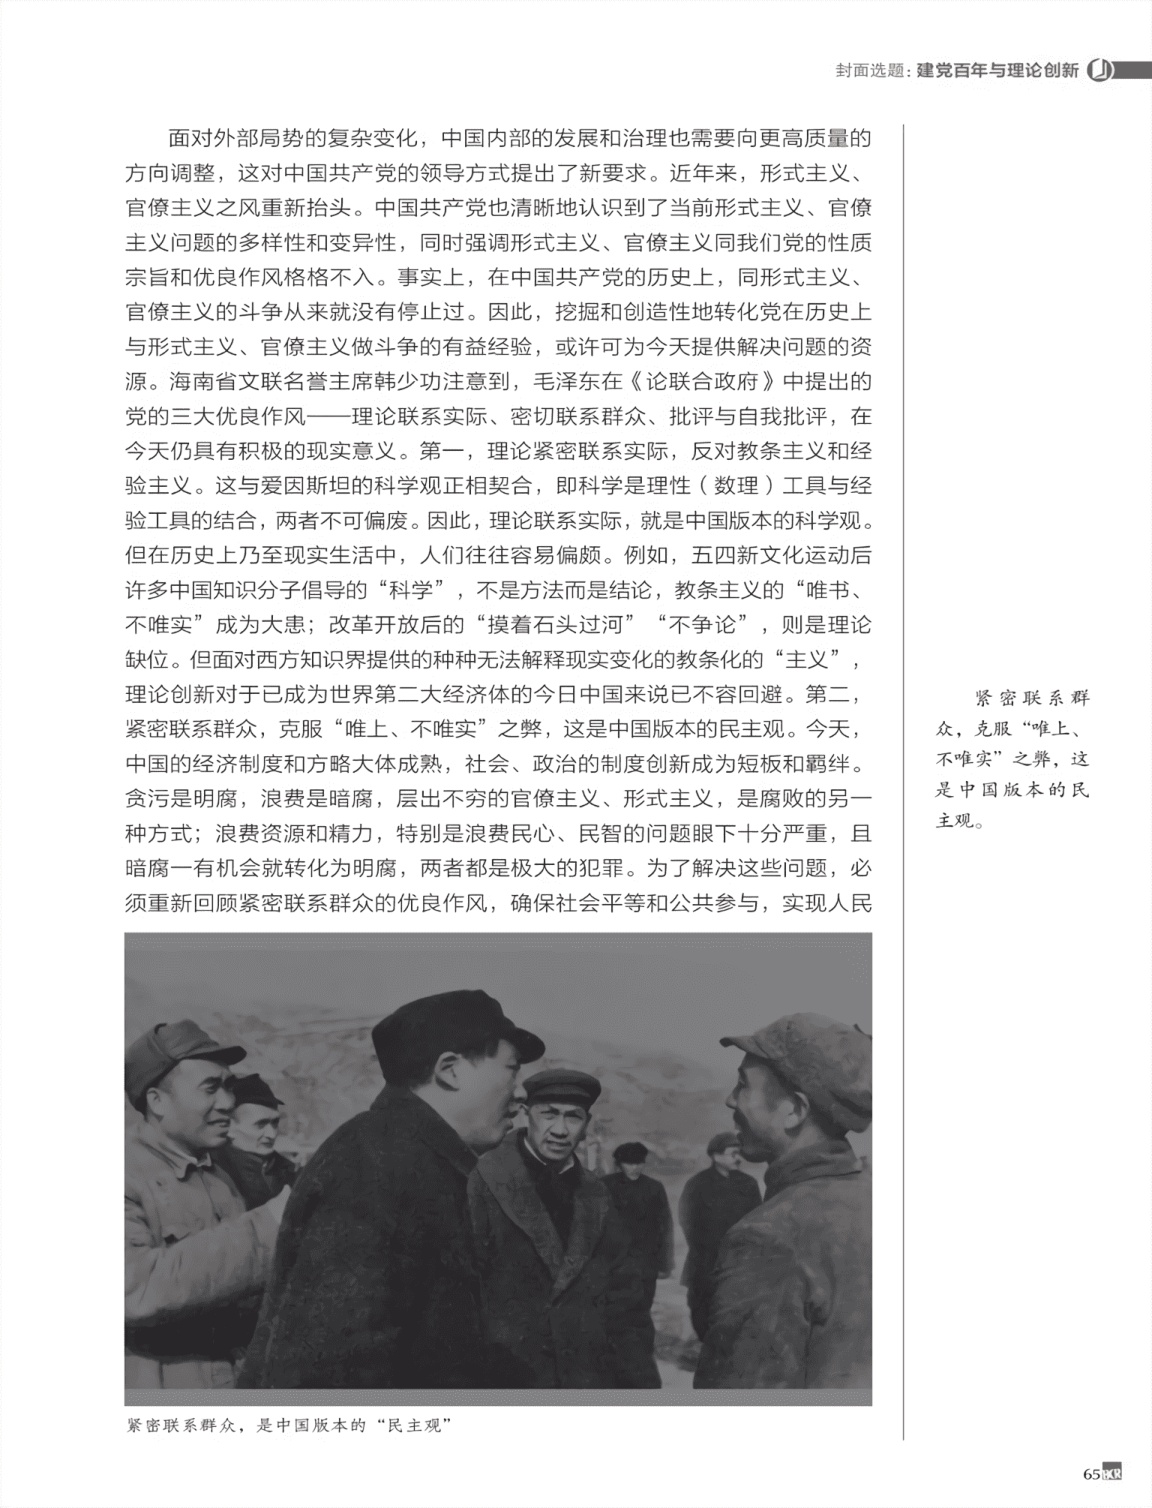 封面选题：建党百年与理论创新
面对外部局势的复杂变化，中国内部的发展和治理也需要向更高质量的
方向调整，这对中国共产党的领导方式提出了新要求。近年来，形式主义、
官僚主义之风重新抬头。中国共产党也清晰地认识到了当前形式主义、官僚
主义问题的多样性和变异性，同时强调形式主义、官僚主义同我们党的性质
宗旨和优良作风格格不入。事实上，在中国共产党的历史上，同形式主义、
官僚主义的斗争从来就没有停止过。因此，挖掘和创造性地转化党在历史上
与形式主义、官僚主义做斗争的有益经验，或许可为今天提供解决问题的资
源。海南省文联名誉主席韩少功注意到，毛泽东在《论联合政府》中提出的
党的三大优良作风——理论联系实际、密切联系群众、批评与自我批评，在
今天仍具有积极的现实意义。第一，理论紧密联系实际，反对教条主义和经
验主义。这与爱因斯坦的科学观正相契合，即科学是理性（数理）工具与经
验工具的结合，两者不可偏废。因此，理论联系实际，就是中国版本的科学观。
但在历史上乃至现实生活中，人们往往容易偏颇。例如，五四新文化运动后
许多中国知识分子倡导的“科学”，不是方法而是结论，教条主义的“唯书、
不唯实”成为大患；改革开放后的“摸着石头过河”“不争论”，则是理论
缺位。但面对西方知识界提供的种种无法解释现实变化的教条化的“主义”，
理论创新对于已成为世界第二大经济体的今日中国来说已不容回避。第二，
紧密联系群众，克服“唯上、不唯实”之弊，这是中国版本的民主观。今天，
中国的经济制度和方略大体成熟，社会、政治的制度创新成为短板和羁绊。
贪污是明腐，浪费是暗腐，层出不穷的官僚主义、形式主义，是腐败的另一
种方式；浪费资源和精力，特别是浪费民心、民智的问题眼下十分严重，且
暗腐一有机会就转化为明腐，两者都是极大的犯罪。为了解决这些问题，必
须重新回顾紧密联系群众的优良作风，确保社会平等和公共参与，实现人民
紧密联系群
众，克服“唯上、
不唯实”之弊，这
是中国版本的民
主观。
紧密联系群众，是中国版本的“民主观”
65